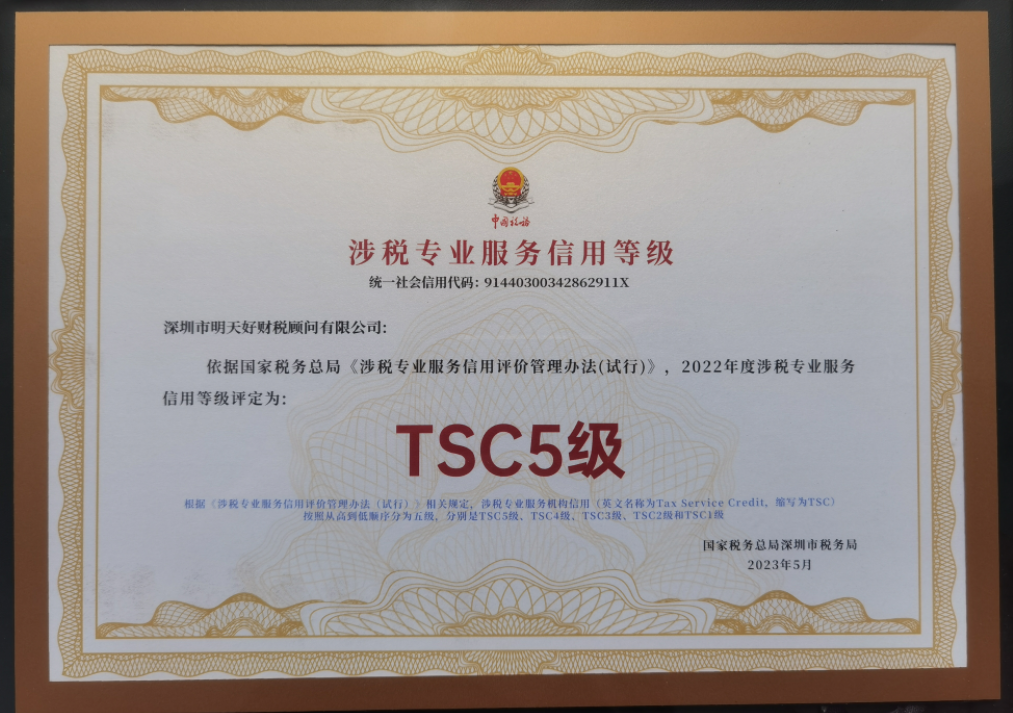 中国税务
涉税专业服务信用等级
统一社会信用代码：91440300342862911X
深圳市明天好财税顾问有限公司：
依据国家税务总局《涉税专业服务信用评价管理办法(试行)》，2022年度涉税专业服务
信用等级评定为：
TSC5级
根据《涉税专业服务信用评价管理办法（试行）》相关规定，涉税专业服务机构信用（英文名称为Tax Service Credit，缩写为TSC）
按照从高到低顺序分为五级，分别是TSC5级、TSC4级、TSC3级、TSC2级和TSC1级
国家税务总局深圳市税务局
2023年5月